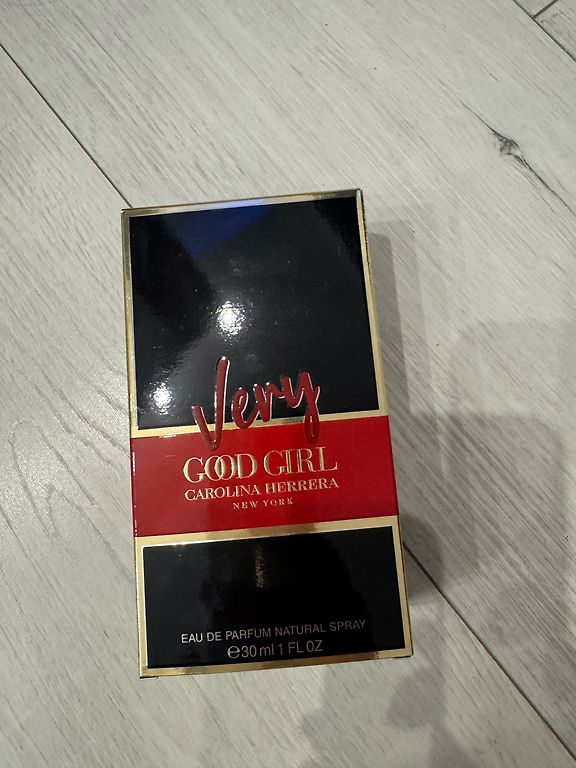 Very
GOOD GIRL
CAROLINA HERRERA
NEW YORK
EAU DE PARFUM NATURAL SPRAY
℮30 ml 1 FL OZ